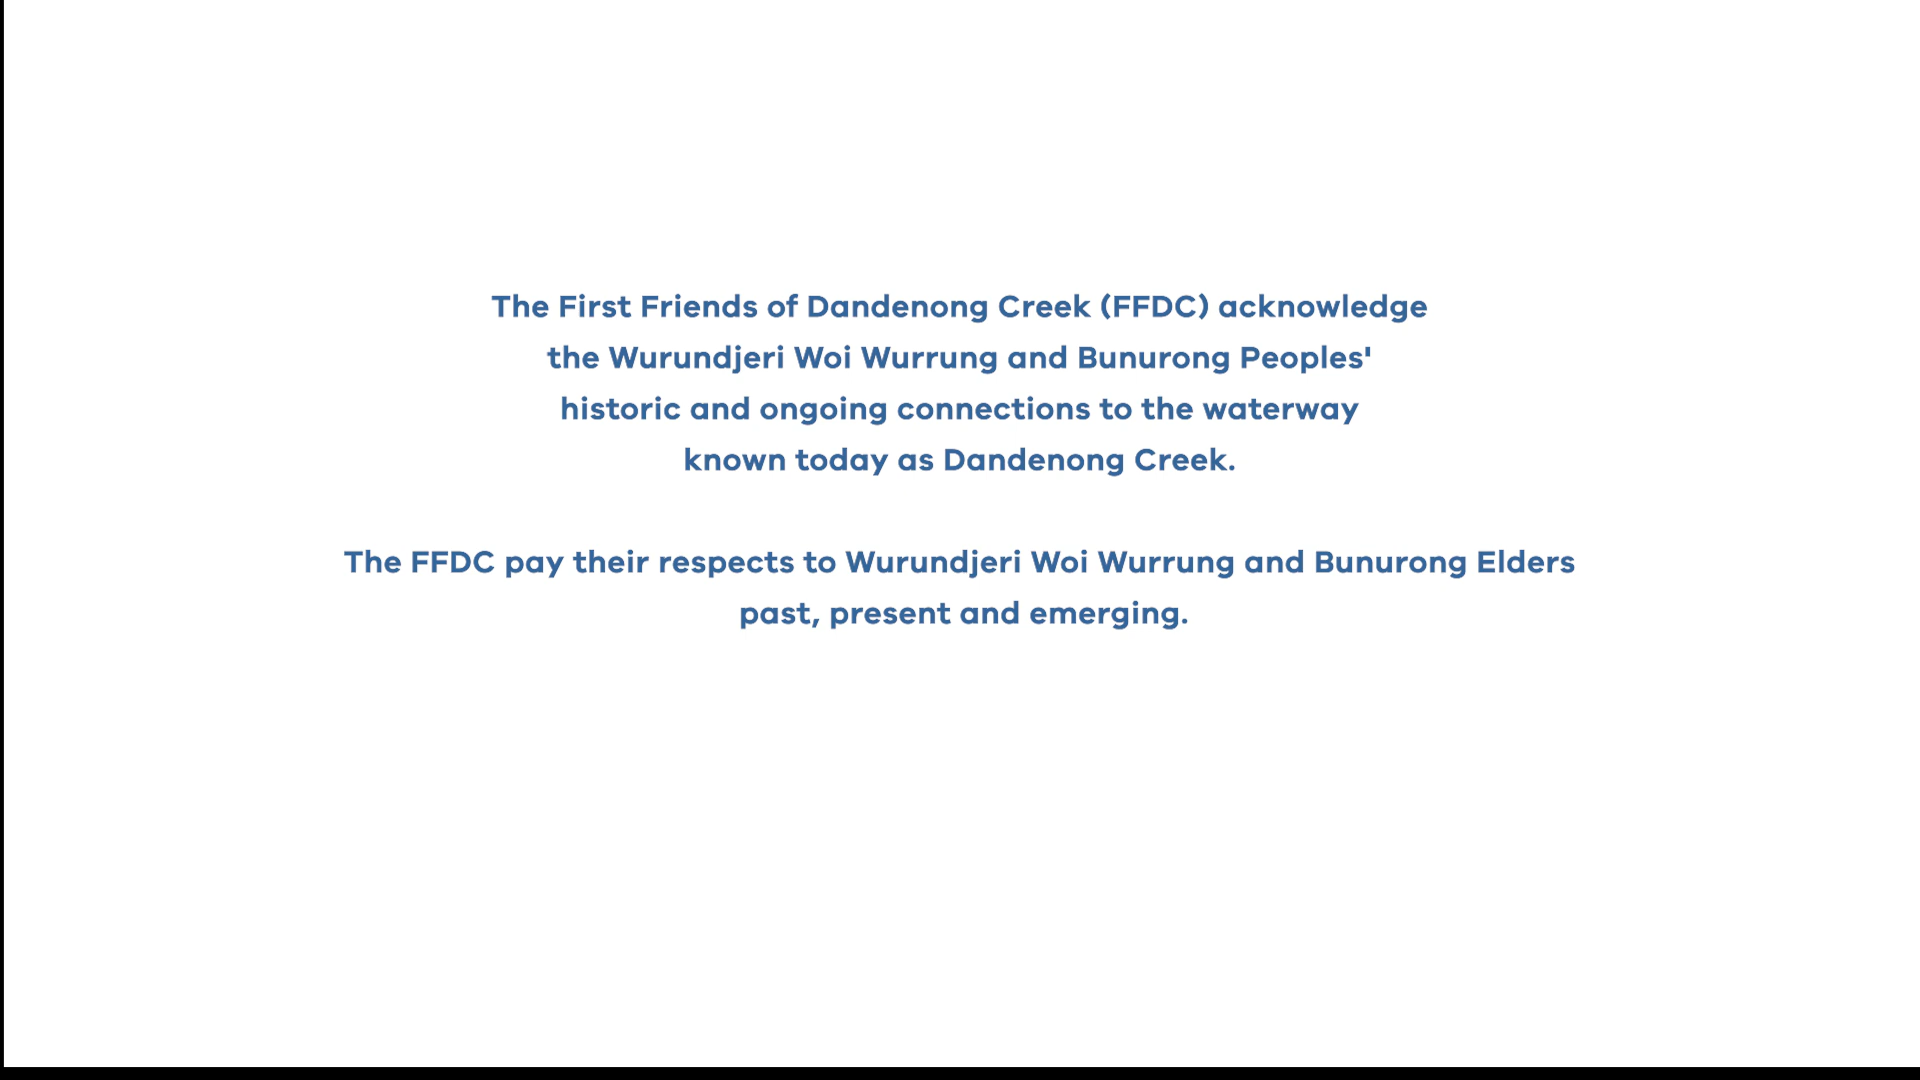 The First Friends of Dandenong Creek (FFDC) acknowledge
the Wurundjeri Woi Wurrung and Bunurong Peoples'
historic and ongoing connections to the waterway
known today as Dandenong Creek.
The FFDC pay their respects to Wurundjeri Woi Wurrung and Bunurong Elders
past, present and emerging.